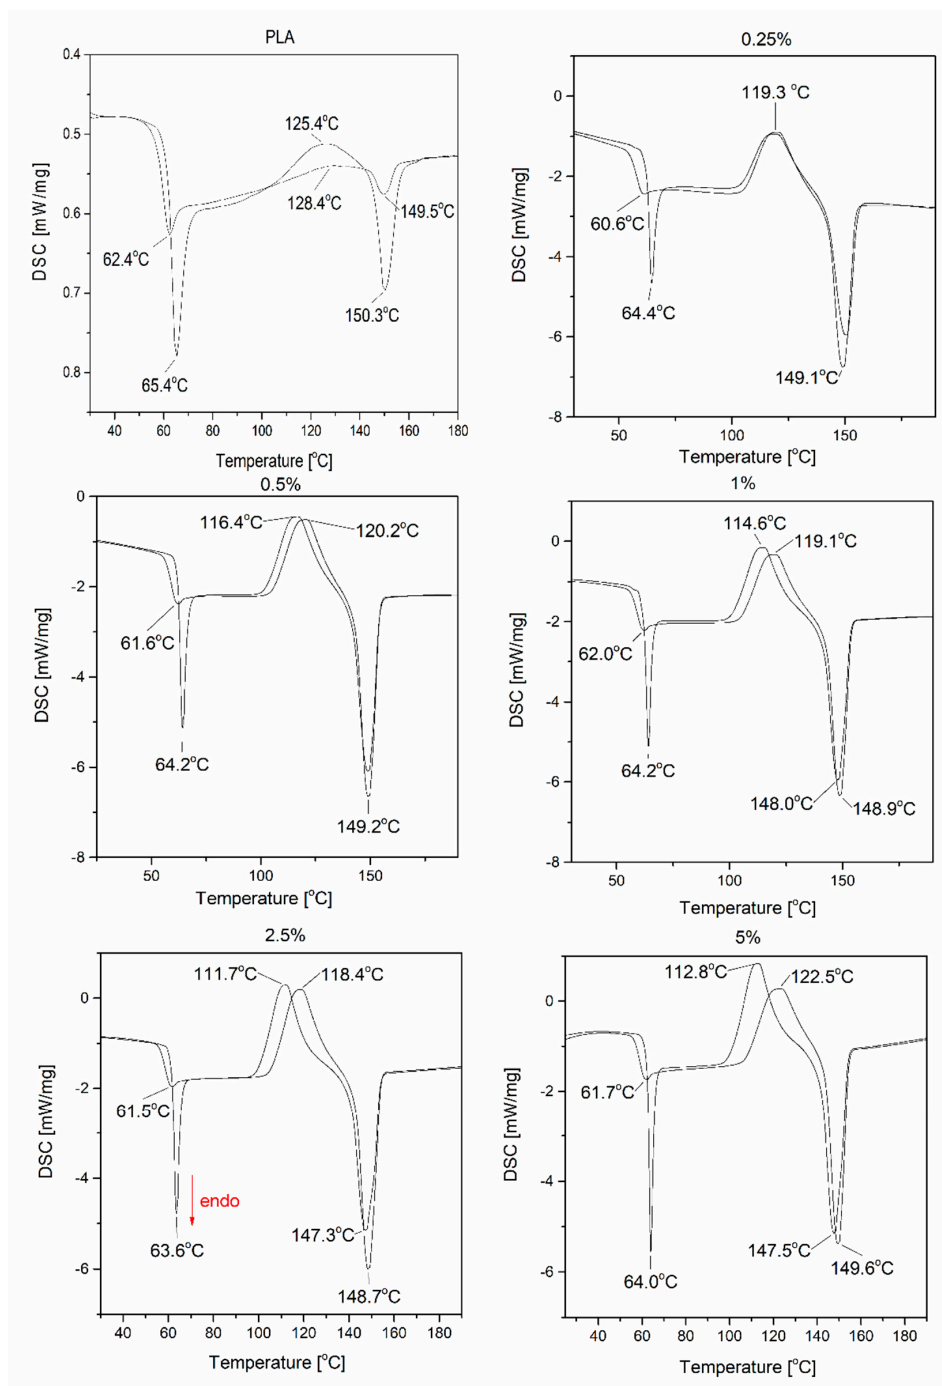 PLA
0.4
0.5
0.6
0.7
0.8
DSC [mW/mg]
125.4°C
128.4°C
149.5°C
62.4°C
150.3°C
65.4°C
40 60 80 100 120 140 160 180
Temperature [°C]
0.25%
0
-2
-4
-6
-8
DSC [mW/mg]
119.3 °C
60.6°C
64.4°C
149.1°C
50 100 150
Temperature [°C]
0.5%
0
-2
-4
-6
-8
DSC [mW/mg]
116.4°C
120.2°C
61.6°C
64.2°C
149.2°C
50 100 150
Temperature [°C]
1%
0
-2
-4
-6
-8
DSC [mW/mg]
114.6°C
119.1°C
62.0°C
64.2°C
148.0°C
148.9°C
50 100 150
Temperature [°C]
2.5%
0
-2
-4
-6
DSC [mW/mg]
111.7°C
118.4°C
61.5°C
endo
63.6°C
147.3°C
148.7°C
40 60 80 100 120 140 160 180
Temperature [°C]
5%
0
-2
-4
-6
DSC [mW/mg]
112.8°C
122.5°C
61.7°C
64.0°C
147.5°C
149.6°C
40 60 80 100 120 140 160 180
Temperature [°C]